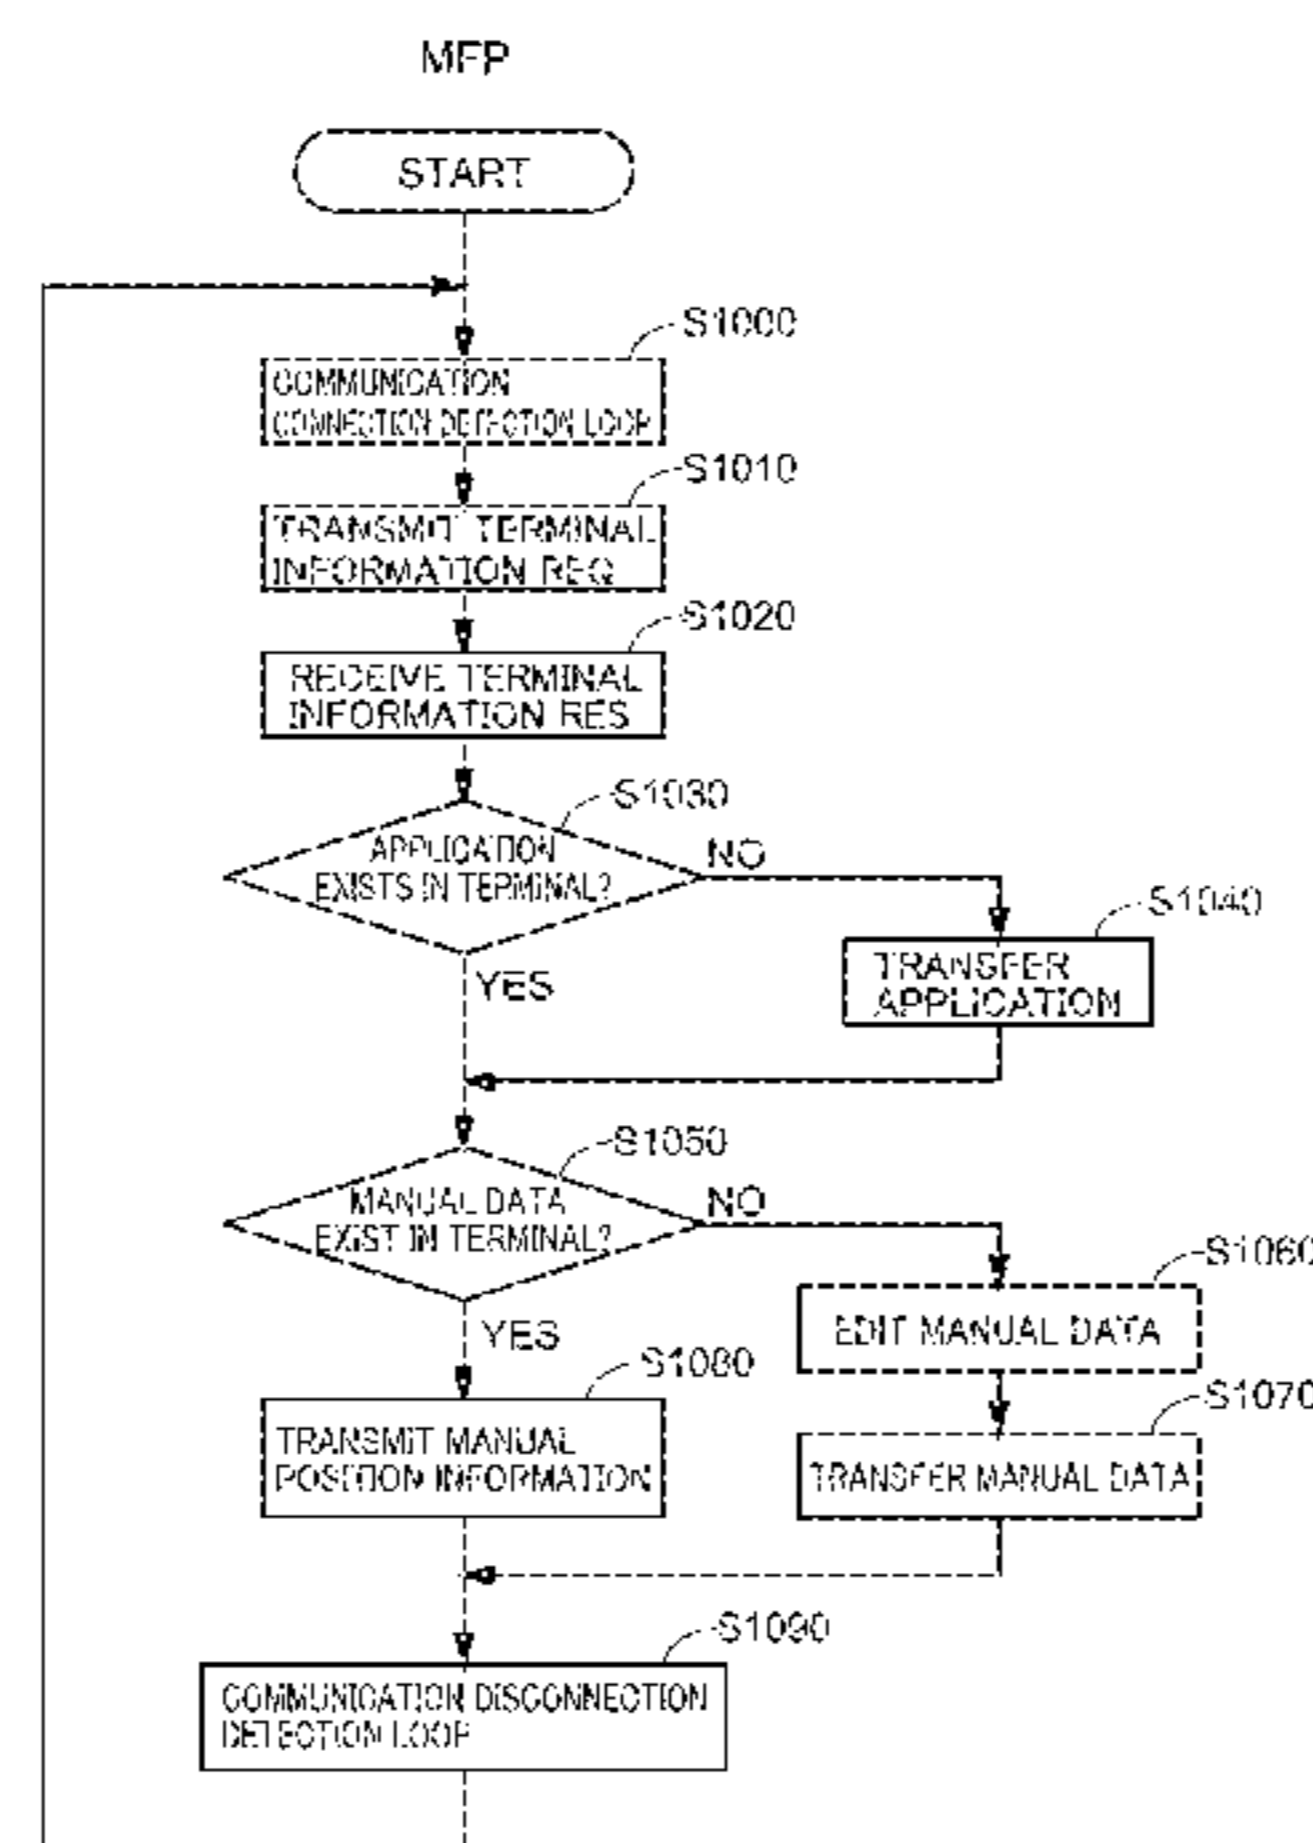 MFP
START
S1000
COMMUNICATION
CONNECTION DETECTION LOOP
S1010
TRANSMIT TERMINAL
INFORMATION REQ
S1020
RECEIVE TERMINAL
INFORMATION RES
S1030
APPLICATION
EXISTS IN TERMINAL?
NO
S1040
TRANSFER
APPLICATION
YES
S1050
MANUAL DATA
EXIST IN TERMINAL?
NO
S1060
EDIT MANUAL DATA
YES
S1080
TRANSMIT MANUAL
POSITION INFORMATION
S1070
TRANSFER MANUAL DATA
S1090
COMMUNICATION DISCONNECTION
DETECTION LOOP